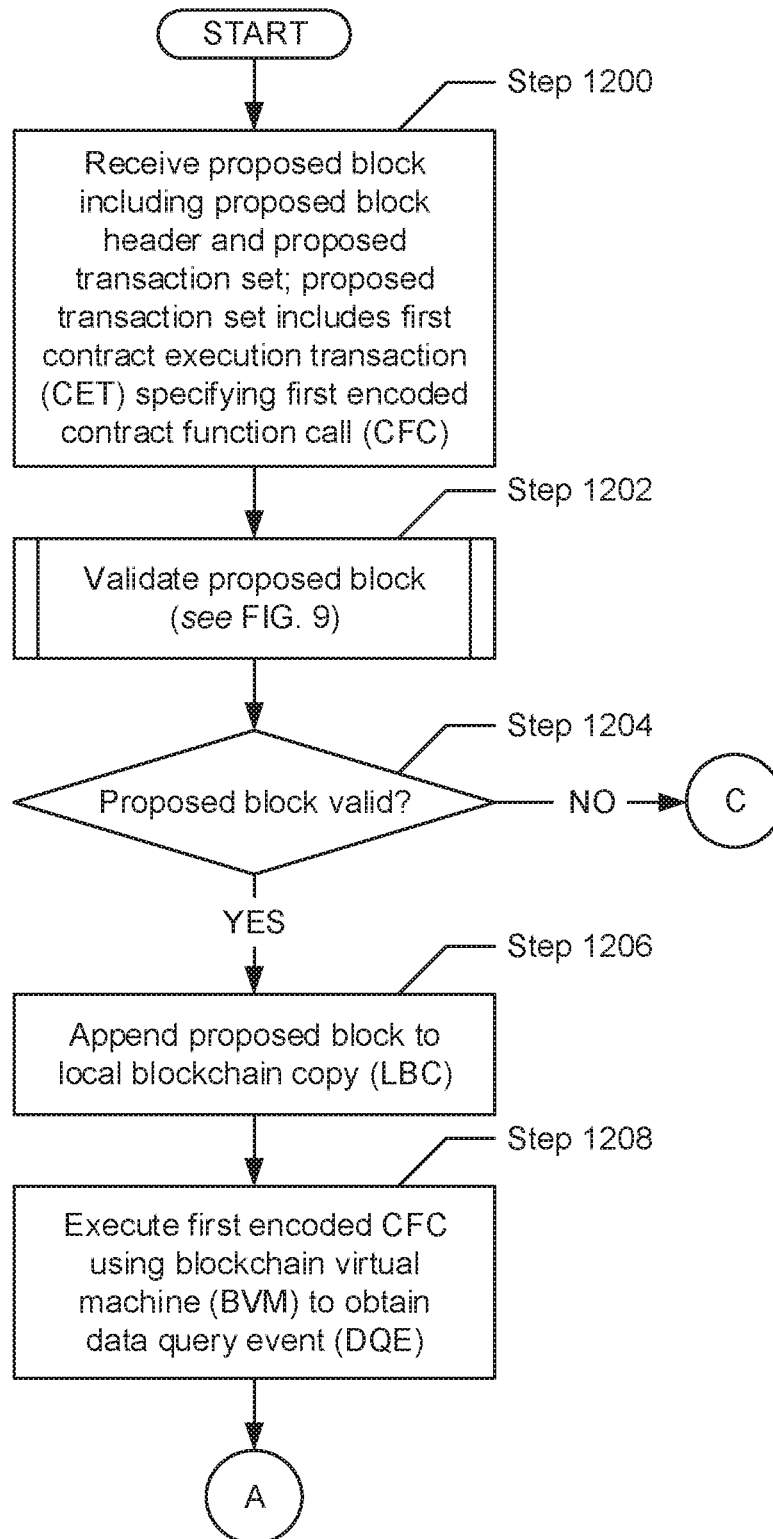 START
Step 1200
Receive proposed block
including proposed block
header and proposed
transaction set; proposed
transaction set includes first
contract execution transaction
(CET) specifying first encoded
contract function call (CFC)
Step 1202
Validate proposed block
(see FIG. 9)
Step 1204
Proposed block valid?
NO
C
YES
Step 1206
Append proposed block to
local blockchain copy (LBC)
Step 1208
Execute first encoded CFC
using blockchain virtual
machine (BVM) to obtain
data query event (DQE)
A